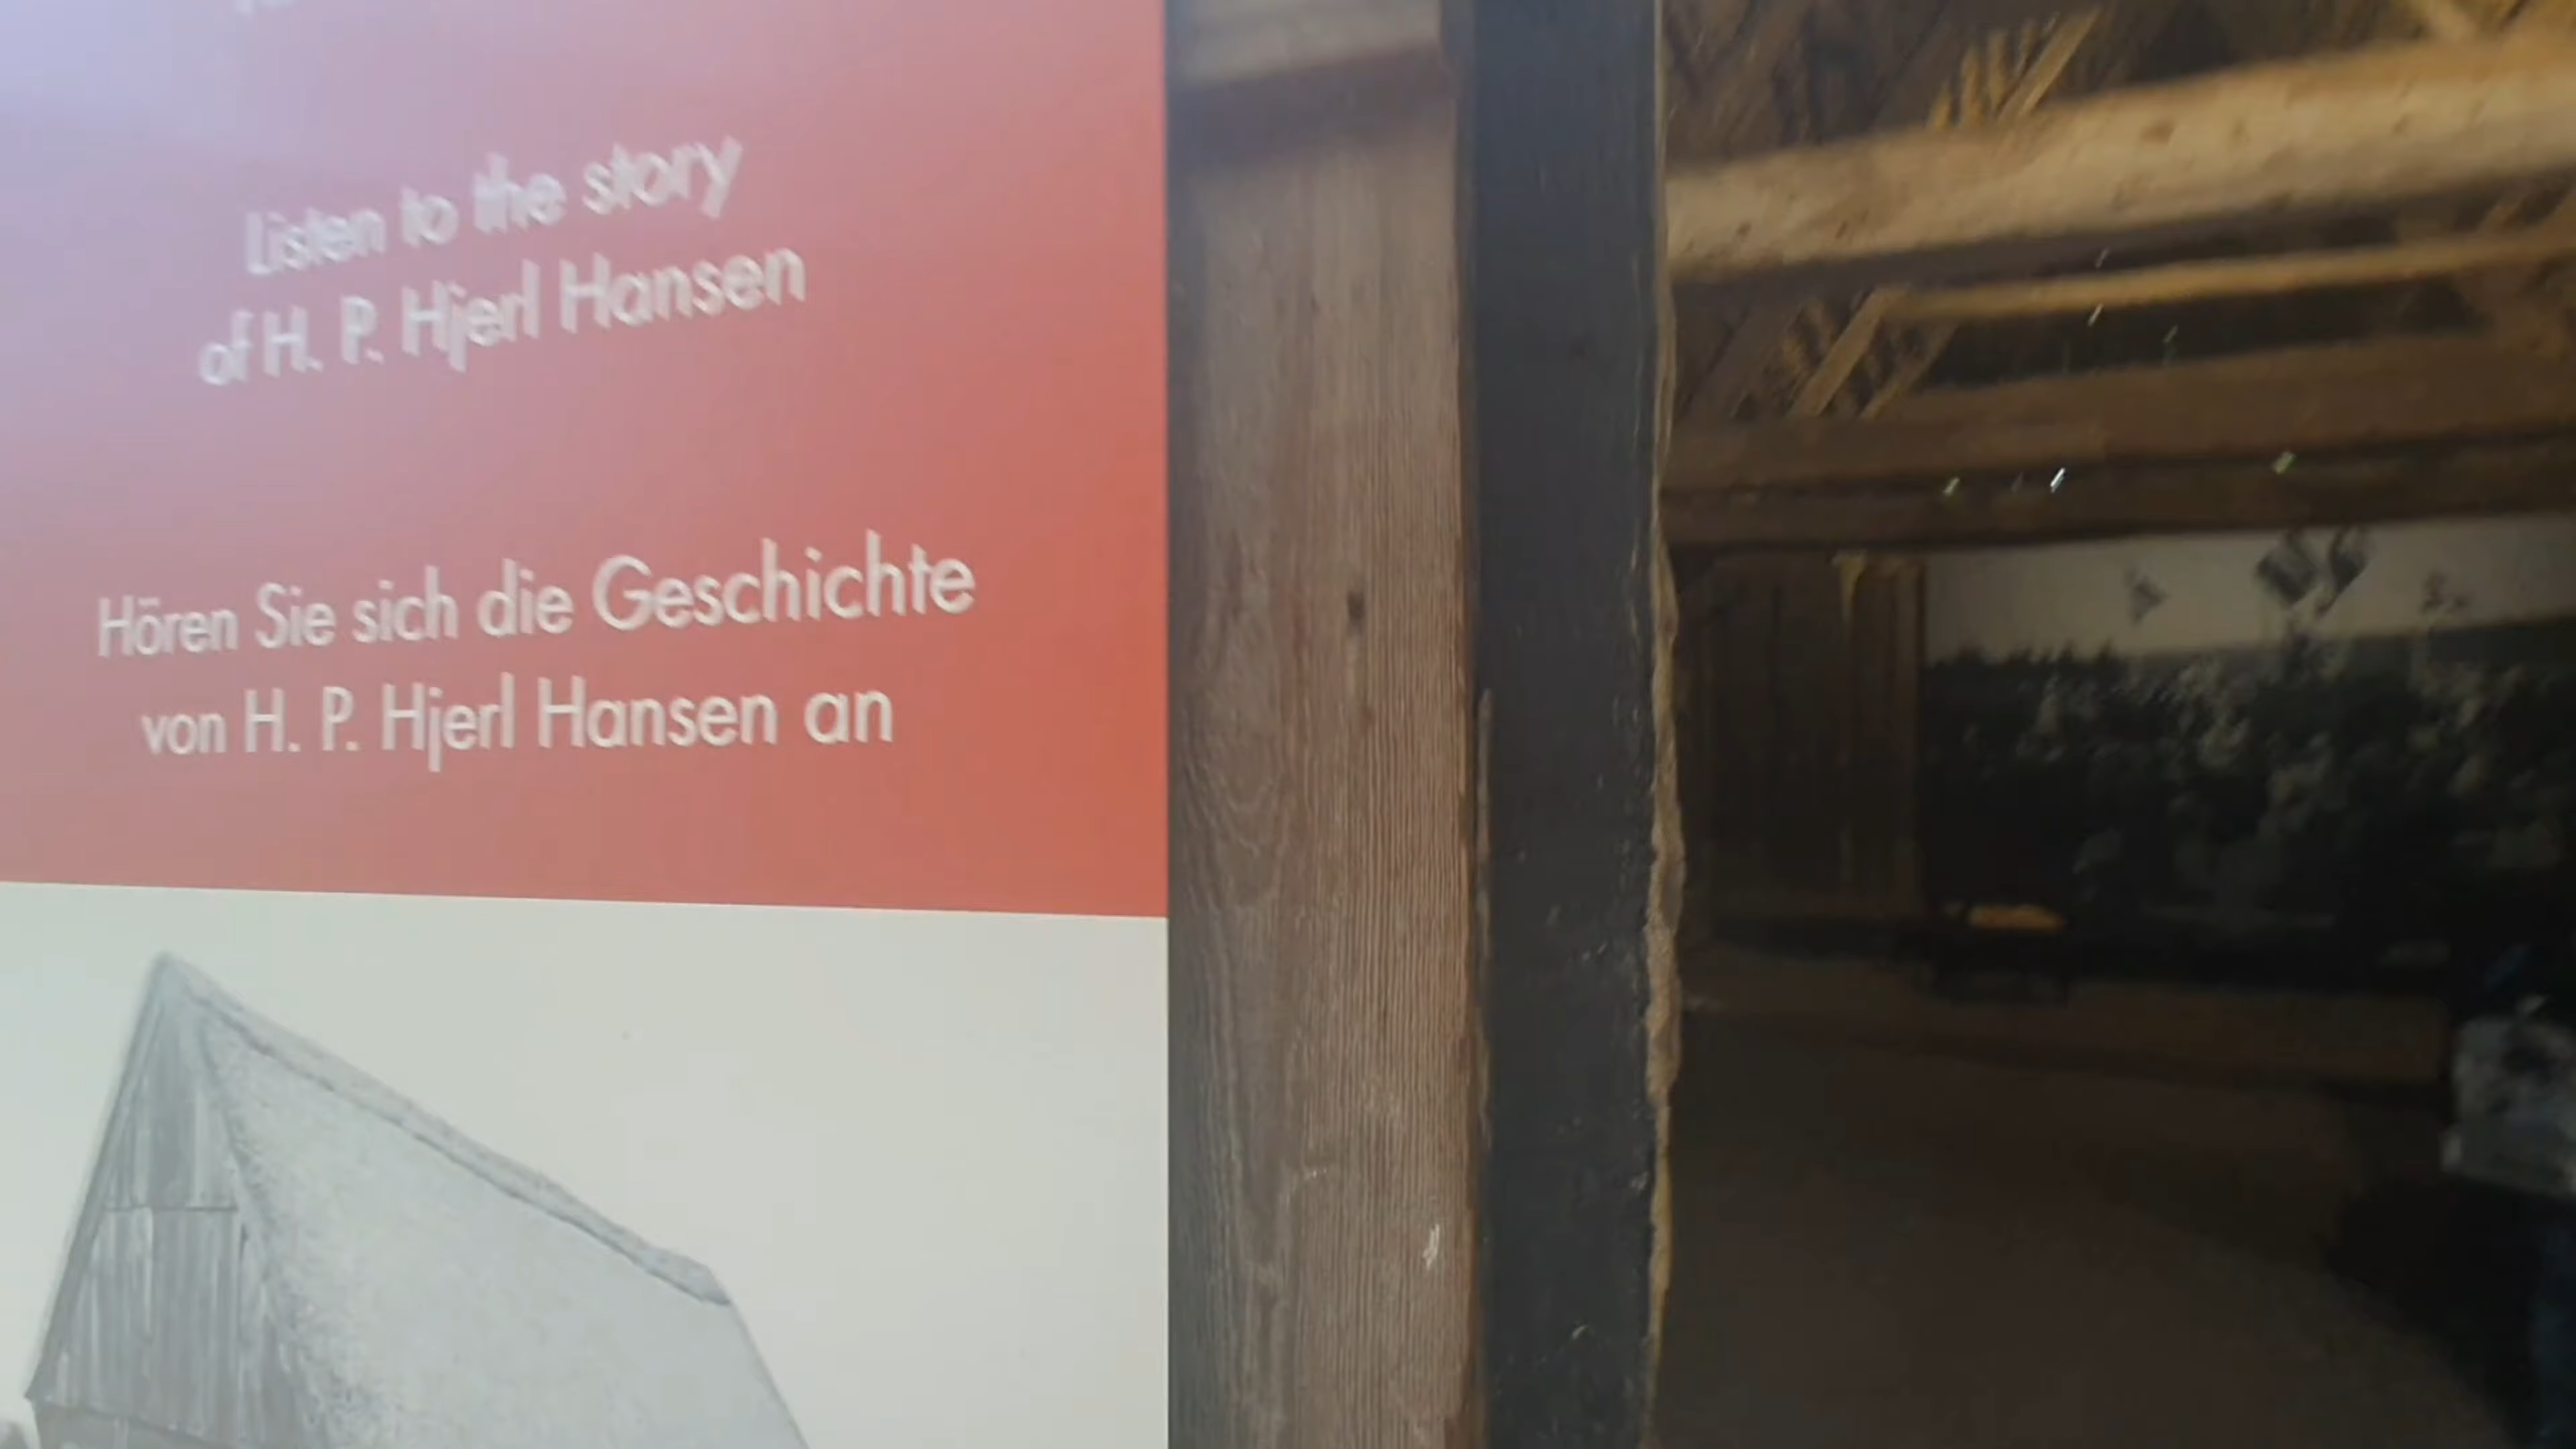 Listen to the story
of H. P. Hjerl Hansen
Hören Sie sich die Geschichte
von H. P. Hjerl Hansen an